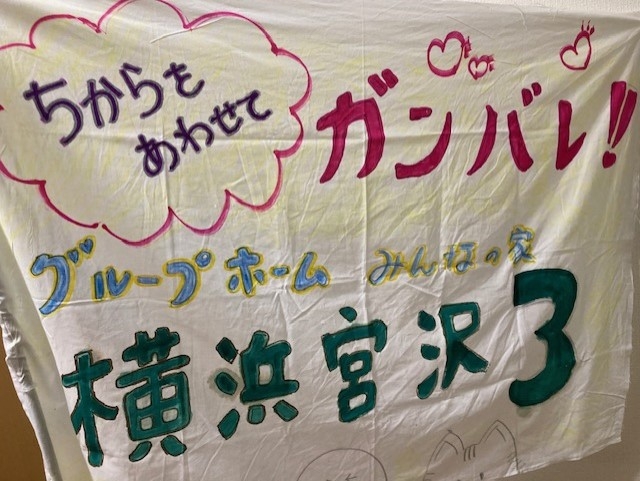 ちからを
あわせて
ガンバレ!!
グループホーム みんなの家
横浜宮沢3